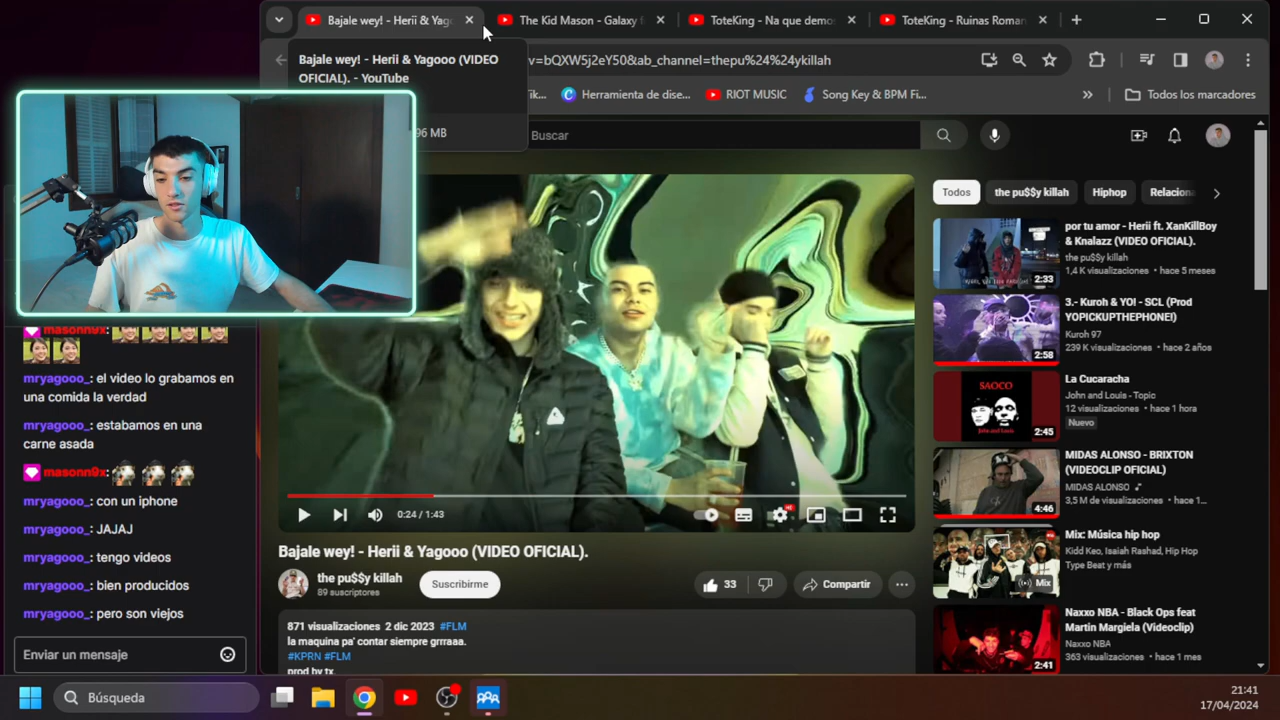 Bajale wey! - Herii & Yago
The Kid Mason - Galaxy f
ToteKing - Na que demo
ToteKing - Ruinas Roman
Bajale wey! - Herii & Yagooo (VIDEO
OFICIAL). - YouTube
96 MB
v=bQXW5j2eY50&ab_channel=thepu%24%24ykillah
ik...
Herramienta de dise...
RIOT MUSIC
Song Key & BPM Fi...
Todos los marcadores
Buscar
Todos
the pu$$y killah
Hiphop
Relaciona
por tu amor - Herii ft. XanKillBoy
& Knalazz (VIDEO OFICIAL).
the pu$$y killah
1,4 K visualizaciones • hace 5 meses
2:33
3.- Kuroh & YO! - SCL (Prod
YOPICKUPTHEPHONE!)
Kuroh 97
239 K visualizaciones • hace 2 años
2:58
SAOCO
La Cucaracha
John and Louis - Topic
12 visualizaciones • hace 1 hora
Nuevo
2:45
MIDAS ALONSO - BRIXTON
(VIDEOCLIP OFICIAL)
MIDAS ALONSO
3,5 M de visualizaciones • hace 1...
4:46
Mix: Música hip hop
Kidd Keo, Isaiah Rashad, Hip Hop
Type Beat y más
Mix
Naxxo NBA - Black Ops feat
Martin Margiela (Videoclip)
Naxxo NBA
363 visualizaciones • hace 1 mes
2:41
0:24 / 1:43
Bajale wey! - Herii & Yagooo (VIDEO OFICIAL).
the pu$$y killah
89 suscriptores
Suscribirme
33
Compartir
871 visualizaciones 2 dic 2023 #FLM
la maquina pa' contar siempre grrraaa.
#KPRN #FLM
prod by tx
masonn9x:
mryagooo_: el video lo grabamos en
una comida la verdad
mryagooo_: estabamos en una
carne asada
masonn9x:
mryagooo_: con un iphone
mryagooo_: JAJAJ
mryagooo_: tengo videos
mryagooo_: bien producidos
mryagooo_: pero son viejos
Enviar un mensaje
Búsqueda
21:41
17/04/2024